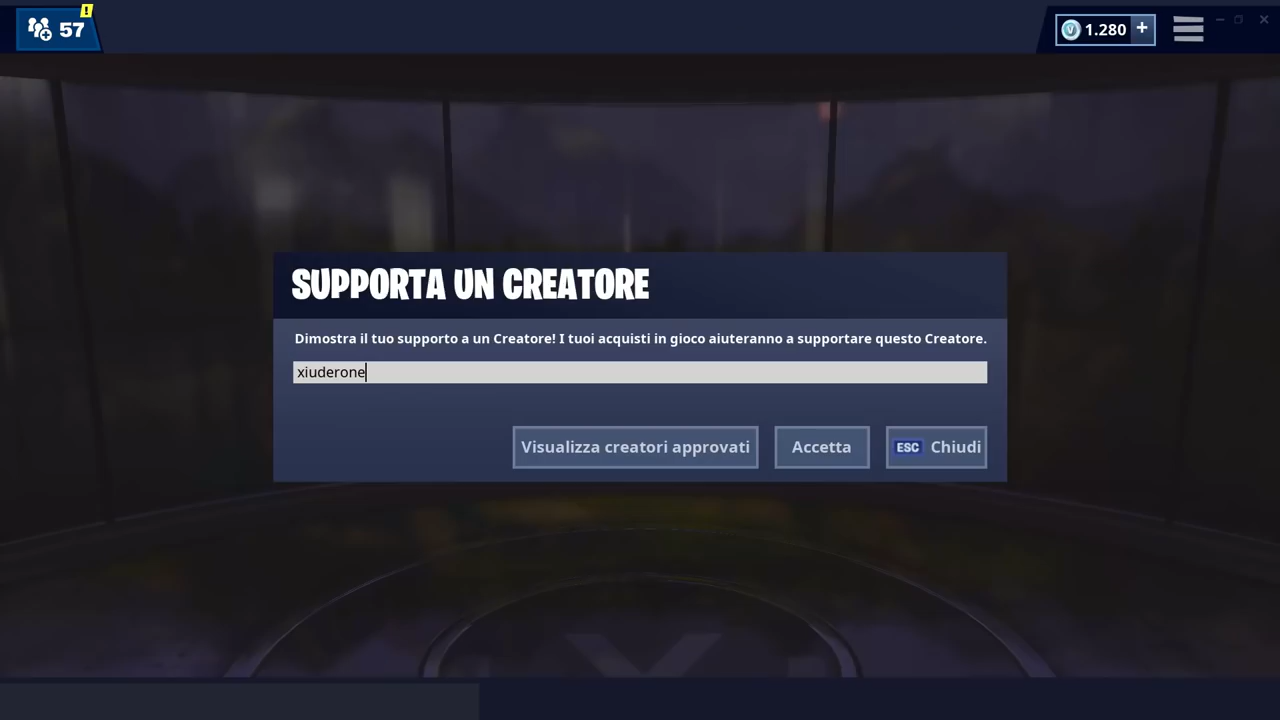 ! 57
1.280 +
SUPPORTA UN CREATORE
Dimostra il tuo supporto a un Creatore! I tuoi acquisti in gioco aiuteranno a supportare questo Creatore.
xiuderone
Visualizza creatori approvati Accetta ESC Chiudi